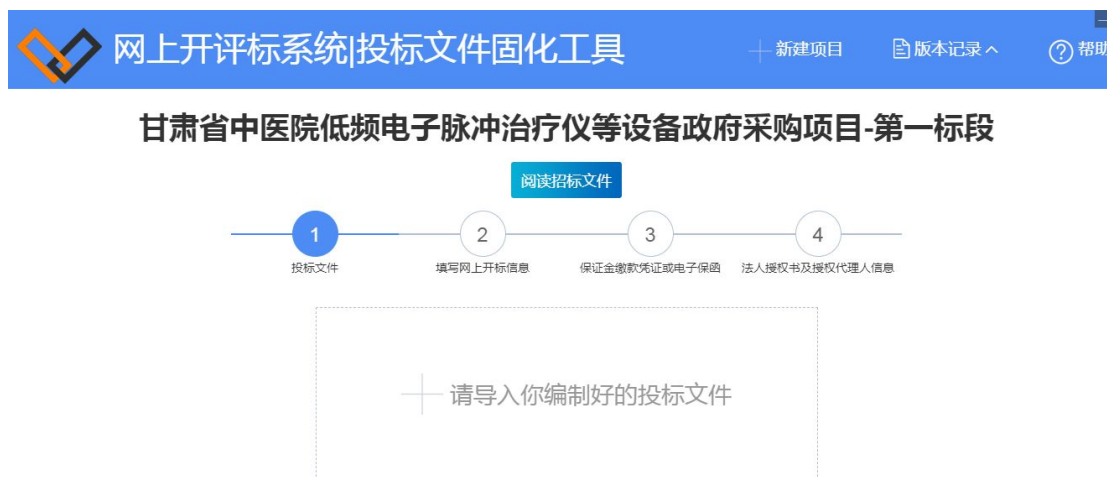 网上开评标系统|投标文件固化工具
新建项目
版本记录
帮助
甘肃省中医院低频电子脉冲治疗仪等设备政府采购项目-第一标段
阅读招标文件
1
2
3
4
投标文件
填写网上开标信息
保证金缴款凭证或电子保函
法人授权书及授权代理人信息
请导入你编制好的投标文件